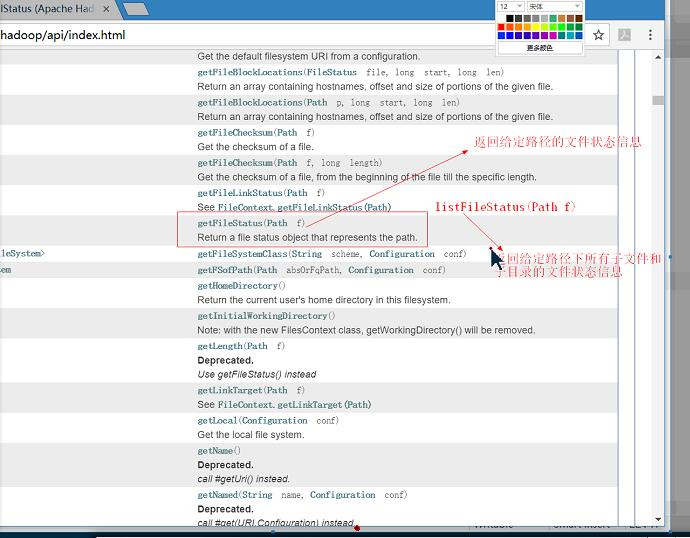 lStatus (Apache Hado
12
宋体
hadoop/api/index.html
更多颜色
Get the default filesystem URI from a configuration.
getFileBlockLocations(FileStatus file, long start, long len)
Return an array containing hostnames, offset and size of portions of the given file.
getFileBlockLocations(Path p, long start, long len)
Return an array containing hostnames, offset and size of portions of the given file.
getFileChecksum(Path f)
Get the checksum of a file.
返回给定路径的文件状态信息
getFileChecksum(Path f, long length)
Get the checksum of a file, from the beginning of the file till the specific length.
getFileLinkStatus(Path f)
See FileContext.getFileLinkStatus(Path)
listFileStatus(Path f)
getFileStatus(Path f)
Return a file status object that represents the path.
leSystem>
getFileSystemClass(String scheme, Configuration conf)
返回给定路径下所有子文件和
子目录的文件状态信息
em
getFSofPath(Path absOrFqPath, Configuration conf)
getHomeDirectory()
Return the current user's home directory in this filesystem.
getInitialWorkingDirectory()
Note: with the new FilesContext class, getWorkingDirectory() will be removed.
getLength(Path f)
Deprecated.
Use getFileStatus() instead
getLinkTarget(Path f)
See FileContext.getLinkTarget(Path)
getLocal(Configuration conf)
Get the local file system.
getName()
Deprecated.
call #getUri() instead.
getNamed(String name, Configuration conf)
Deprecated.
call #get(URI,Configuration) instead.